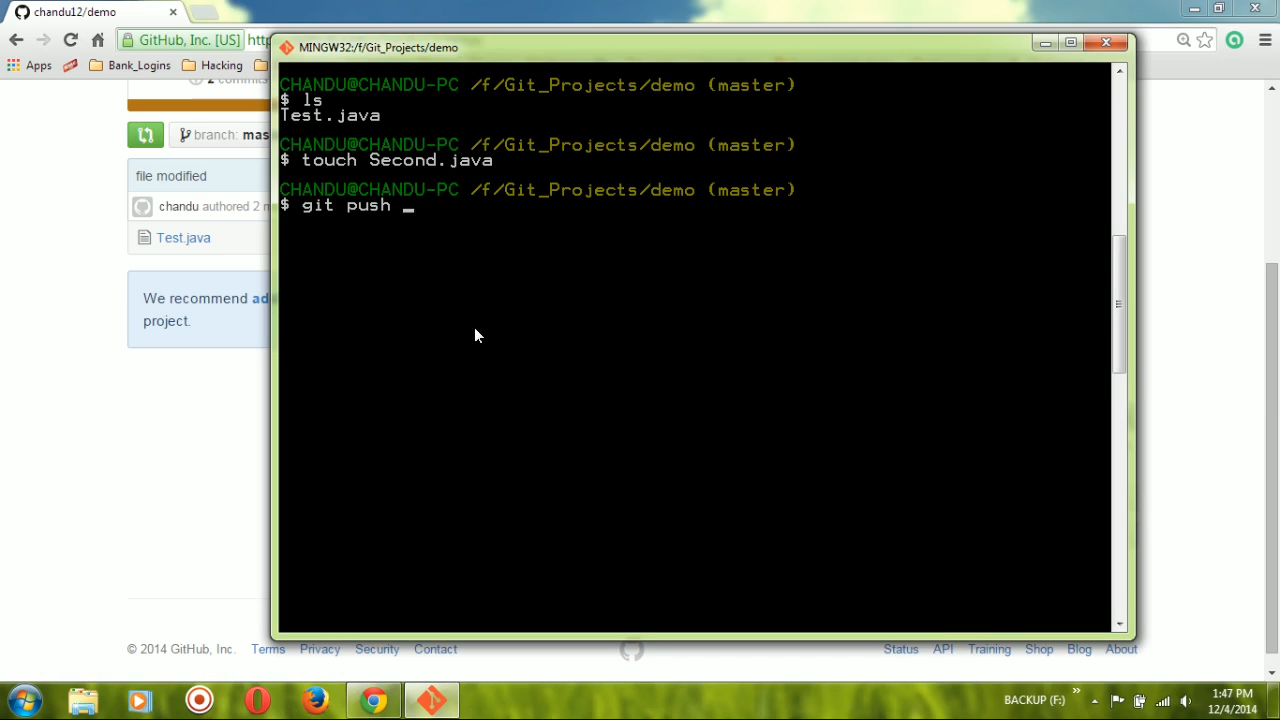 chandu12/demo
GitHub, Inc. [US]
MINGW32:/f/Git_Projects/demo
Apps
Bank_Logins
Hacking
2 commits
branch: mas
file modified
chandu authored 2 m
Test.java
We recommend ad
project.
CHANDU@CHANDU-PC /f/Git_Projects/demo (master)
$ ls
Test.java
CHANDU@CHANDU-PC /f/Git_Projects/demo (master)
$ touch Second.java
CHANDU@CHANDU-PC /f/Git_Projects/demo (master)
$ git push _
© 2014 GitHub, Inc. Terms Privacy Security Contact
Status API Training Shop Blog About
BACKUP (F:)
1:47 PM
12/4/2014